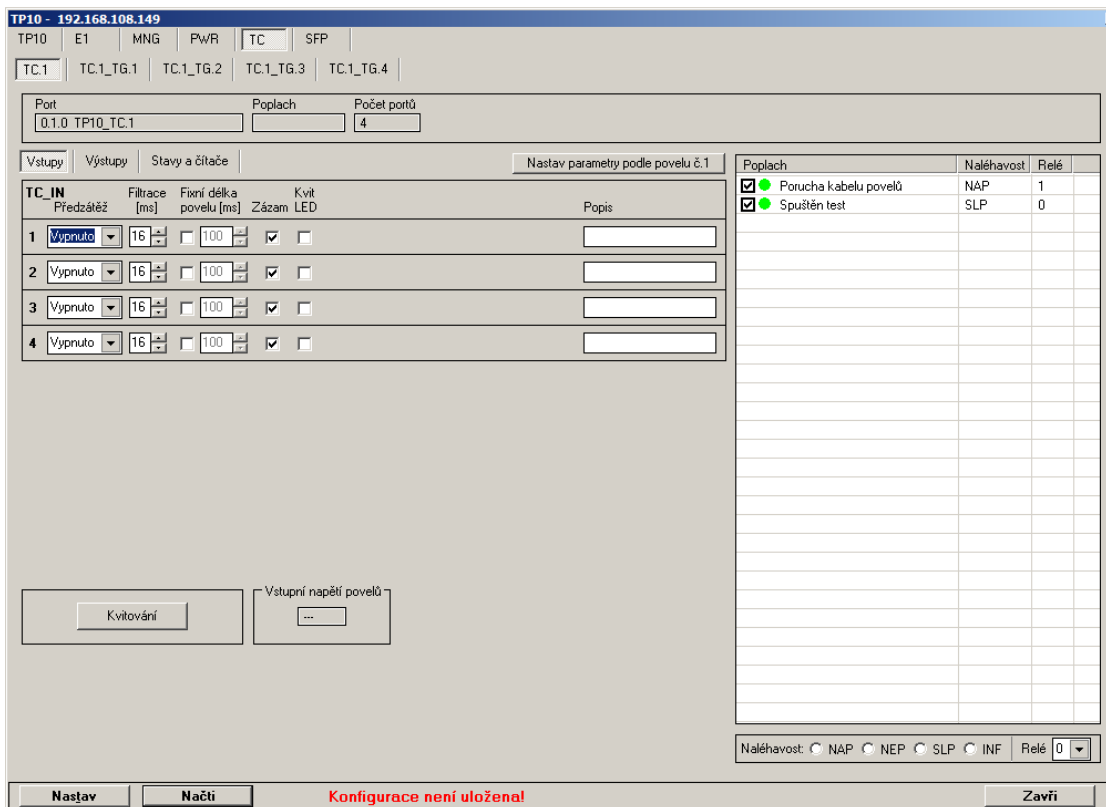 TP10 - 192.168.108.149
TP10 E1 MNG PWR TC SFP
TC.1 TC.1_TG.1 TC.1_TG.2 TC.1_TG.3 TC.1_TG.4
Port Poplach Počet portů
0.1.0 TP10_TC.1 4
Vstupy Výstupy Stavy a čítače Nastav parametry podle povelu č.1
TC_IN Filtrace Fixní délka Kvit
Předzátěž [ms] povelu [ms] Zázam LED Popis
1 Vypnuto 16 100
2 Vypnuto 16 100
3 Vypnuto 16 100
4 Vypnuto 16 100
Kvitování
Vstupní napětí povelů
---
Poplach Naléhavost Relé
Porucha kabelu povelů NAP 1
Spuštěn test SLP 0
Naléhavost: NAP NEP SLP INF Relé 0
Nastav Načti Konfigurace není uložena! Zavři